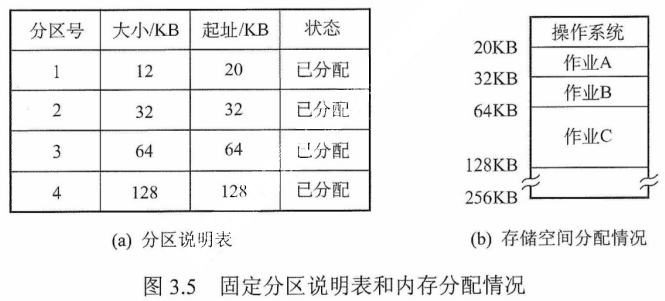 分区号 大小/KB 起址/KB 状态
1 12 20 已分配
2 32 32 已分配
3 64 64 已分配
4 128 128 已分配
(a) 分区说明表
操作系统
20KB
作业A
32KB
作业B
64KB
作业C
128KB
256KB
(b) 存储空间分配情况
图 3.5 固定分区说明表和内存分配情况